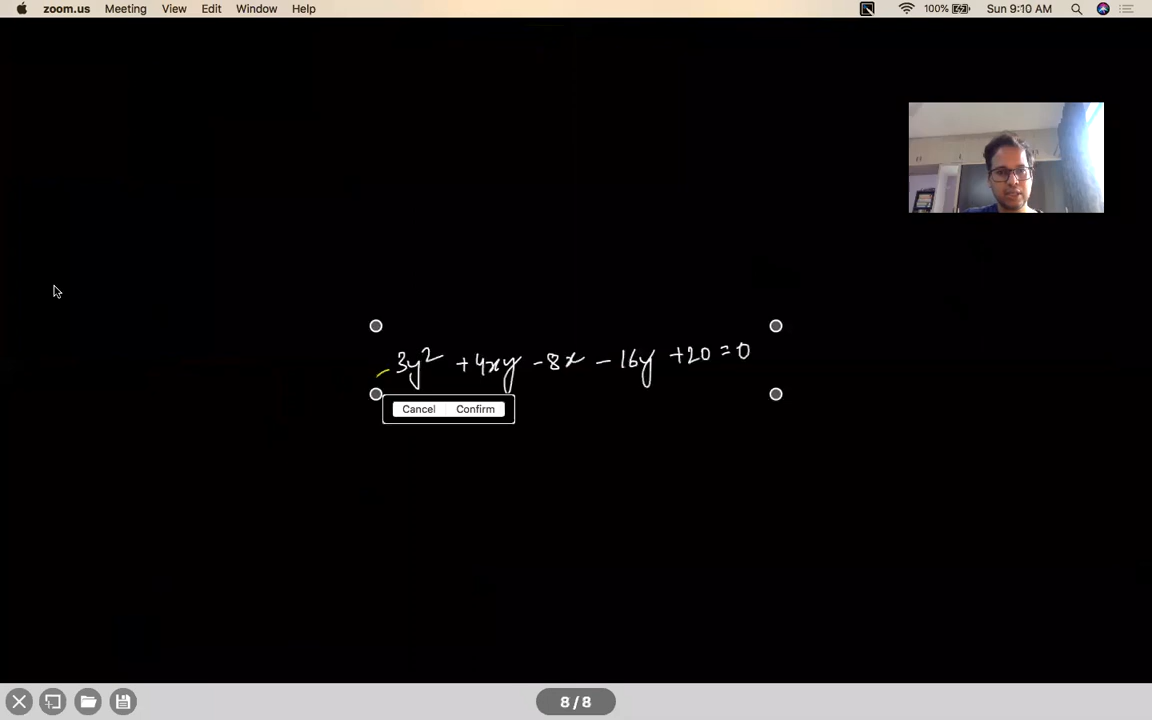 zoom.us Meeting View Edit Window Help 100% Sun 9:10 AM
3y² + 4xy - 8x - 16y + 20 = 0
Cancel Confirm
8 / 8